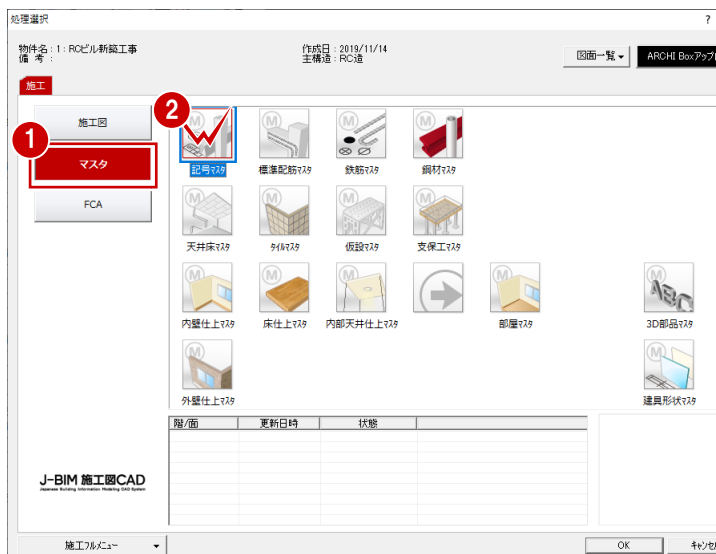 処理選択
?
物件名：1：RCビル新築工事
作成日：2019/11/14
備 考：
主構造：RC造
図面一覧
ARCHI Boxアップ
施工
施工図
1
マスタ
FCA
2
記号ﾏｽﾀ
標準配筋ﾏｽﾀ
鉄筋ﾏｽﾀ
鋼材ﾏｽﾀ
天井床ﾏｽﾀ
ﾀｲﾙﾏｽﾀ
仮設ﾏｽﾀ
支保工ﾏｽﾀ
内壁仕上ﾏｽﾀ
床仕上ﾏｽﾀ
内部天井仕上ﾏｽﾀ
部屋ﾏｽﾀ
3D部品ﾏｽﾀ
外壁仕上ﾏｽﾀ
建具形状ﾏｽﾀ
階/面
更新日時
状態
J-BIM 施工図CAD
Japanese Building Information Modeling CAD System
施工ﾌﾙﾒﾆｭｰ
OK
ｷｬﾝｾﾙ